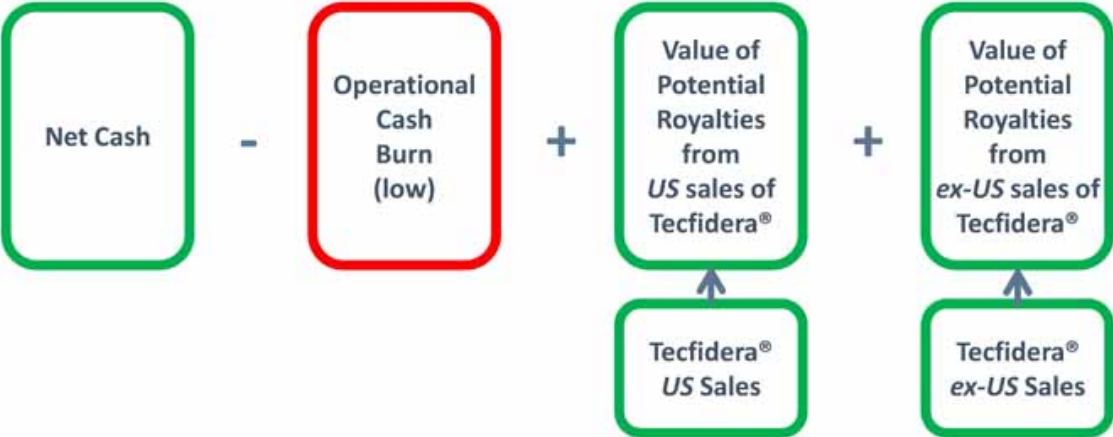 Net Cash
-
Operational
Cash
Burn
(low)
+
Value of
Potential
Royalties
from
US sales of
Tecfidera®
+
Value of
Potential
Royalties
from
ex-US sales of
Tecfidera®
Tecfidera®
US Sales
Tecfidera®
ex-US Sales